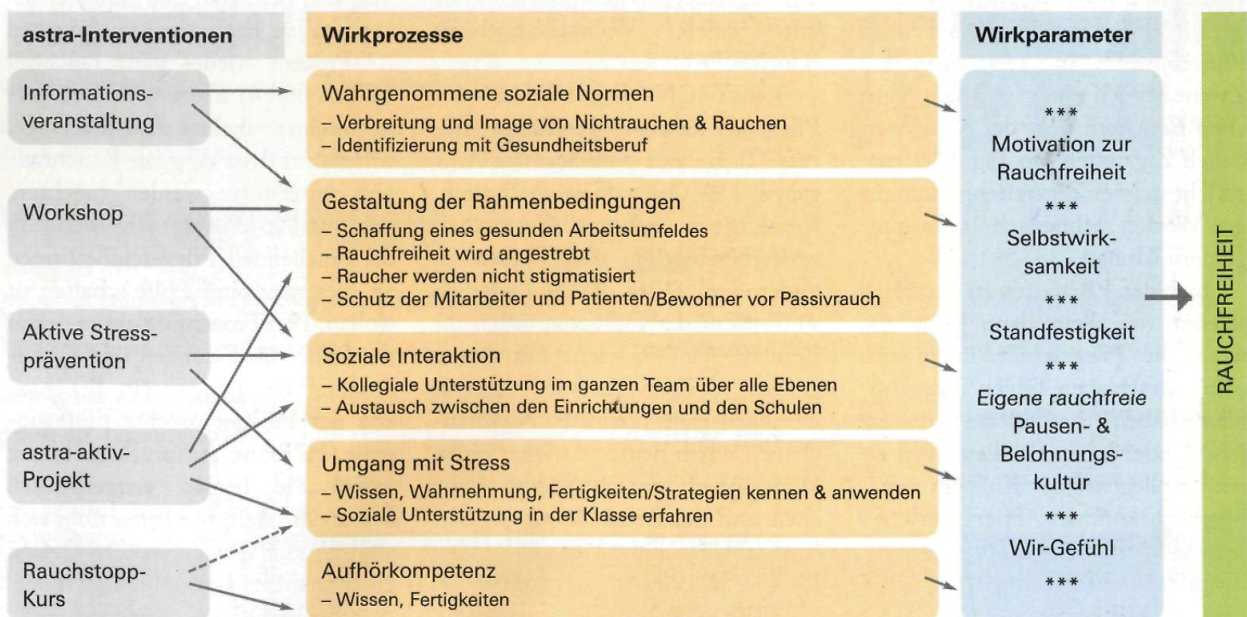 astra-Interventionen
Wirkprozesse
Wirkparameter
Informations-
veranstaltung
Workshop
Aktive Stress-
prävention
astra-aktiv-
Projekt
Rauchstopp-
Kurs
Wahrgenommene soziale Normen
– Verbreitung und Image von Nichtrauchen & Rauchen
– Identifizierung mit Gesundheitsberuf
Gestaltung der Rahmenbedingungen
– Schaffung eines gesunden Arbeitsumfeldes
– Rauchfreiheit wird angestrebt
– Raucher werden nicht stigmatisiert
– Schutz der Mitarbeiter und Patienten/Bewohner vor Passivrauch
Soziale Interaktion
– Kollegiale Unterstützung im ganzen Team über alle Ebenen
– Austausch zwischen den Einrichtungen und den Schulen
Umgang mit Stress
– Wissen, Wahrnehmung, Fertigkeiten/Strategien kennen & anwenden
– Soziale Unterstützung in der Klasse erfahren
Aufhörkompetenz
– Wissen, Fertigkeiten
***
Motivation zur
Rauchfreiheit
***
Selbstwirk-
samkeit
***
Standfestigkeit
***
Eigene rauchfreie
Pausen- &
Belohnungs-
kultur
***
Wir-Gefühl
***
RAUCHFREIHEIT